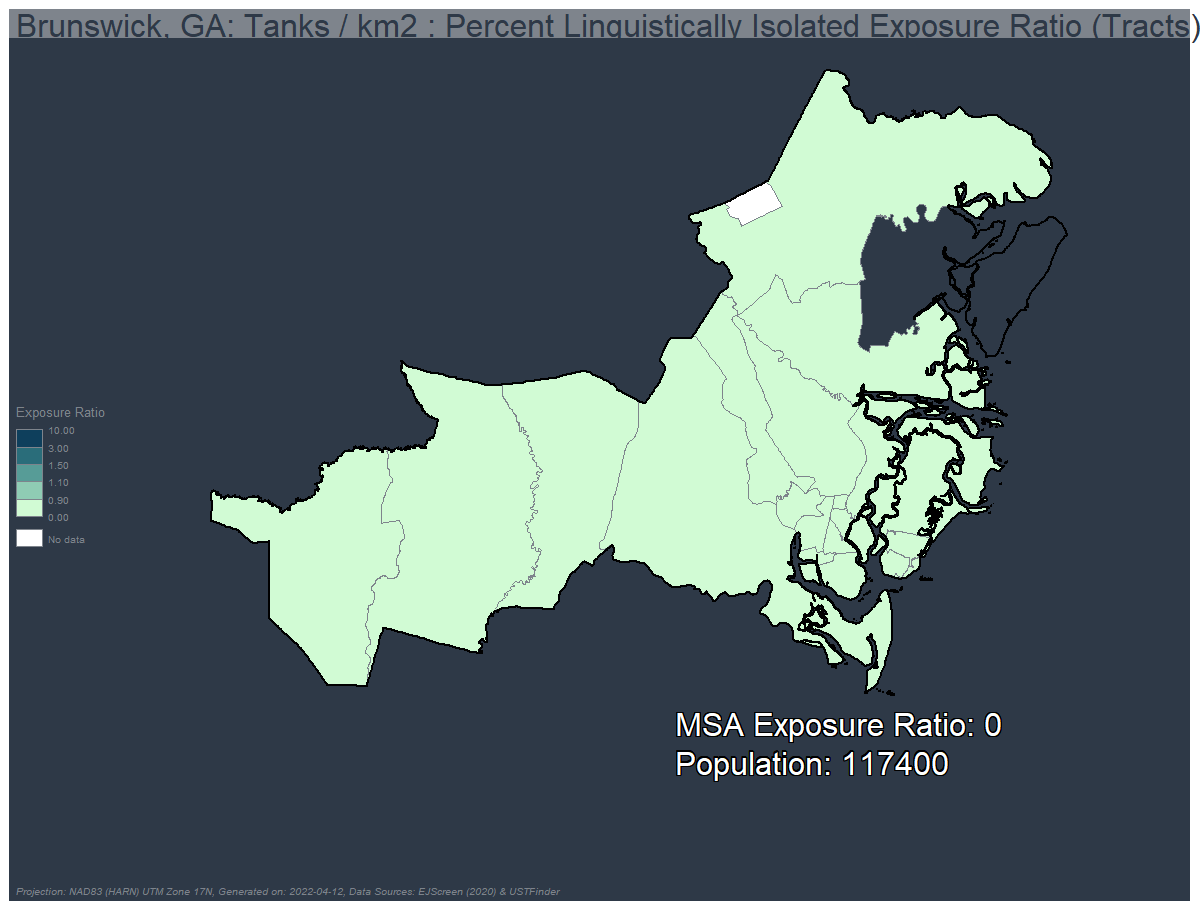 Brunswick, GA: Tanks / km2 : Percent Linguistically Isolated Exposure Ratio (Tracts)
Exposure Ratio
10.00
3.00
1.50
1.10
0.90
0.00
No data
MSA Exposure Ratio: 0
Population: 117400
Projection: NAD83 (HARN) UTM Zone 17N, Generated on: 2022-04-12, Data Sources: EJScreen (2020) & USTFinder